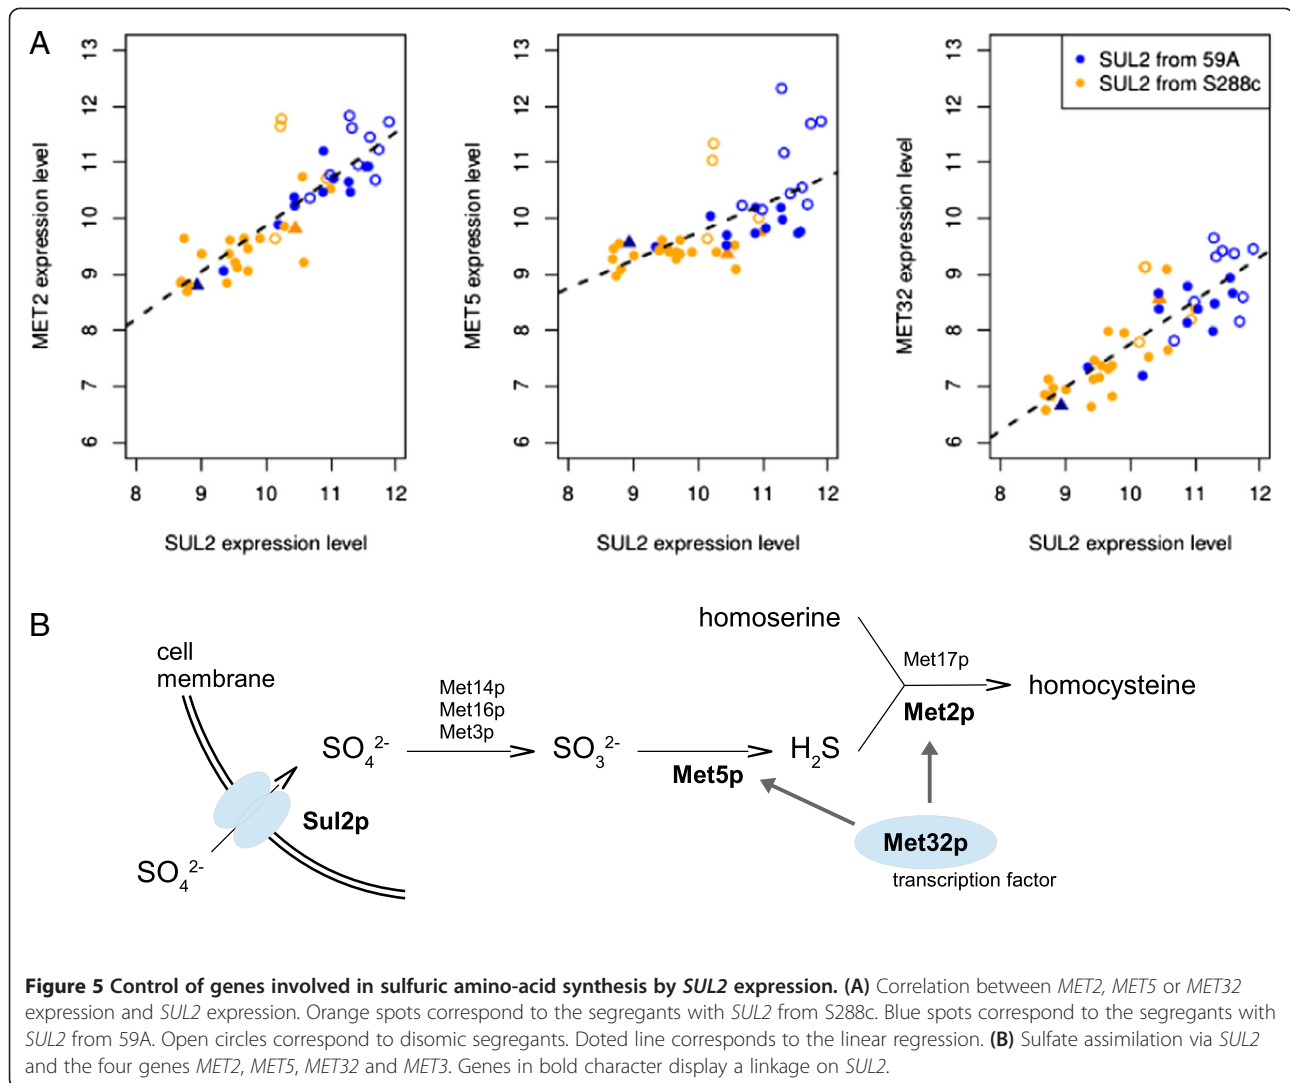 A
13
12
11
10
9
8
7
6
MET2 expression level
8 9 10 11 12
SUL2 expression level
13
12
11
10
9
8
7
6
MET5 expression level
8 9 10 11 12
SUL2 expression level
13
12
11
10
9
8
7
6
MET32 expression level
8 9 10 11 12
SUL2 expression level
SUL2 from 59A
SUL2 from S288c
B
cell
membrane
SO₄²⁻
Sul2p
SO₄²⁻
Met14p
Met16p
Met3p
SO₃²⁻
Met5p
H₂S
homoserine
Met17p
Met2p
homocysteine
Met32p
transcription factor
Figure 5 Control of genes involved in sulfuric amino-acid synthesis by SUL2 expression. (A) Correlation between MET2, MET5 or MET32
expression and SUL2 expression. Orange spots correspond to the segregants with SUL2 from S288c. Blue spots correspond to the segregants with
SUL2 from 59A. Open circles correspond to disomic segregants. Doted line corresponds to the linear regression. (B) Sulfate assimilation via SUL2
and the four genes MET2, MET5, MET32 and MET3. Genes in bold character display a linkage on SUL2.